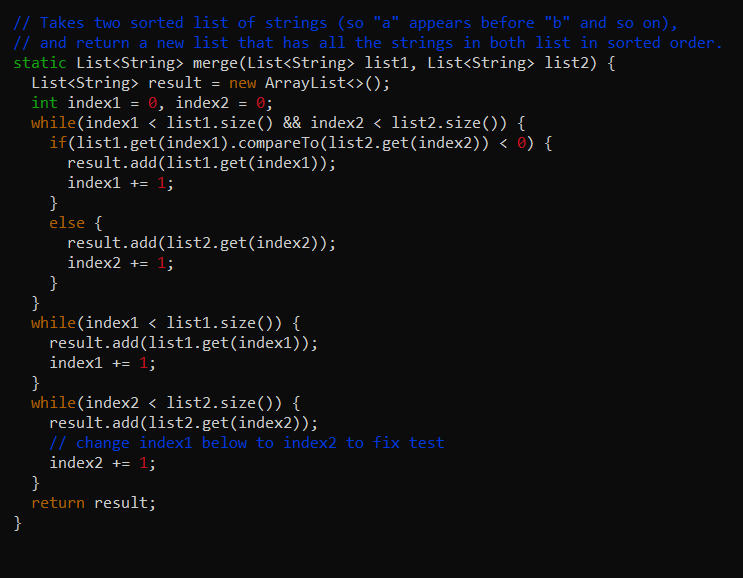 // Takes two sorted list of strings (so "a" appears before "b" and so on),
// and return a new list that has all the strings in both list in sorted order.
static List<String> merge(List<String> list1, List<String> list2) {
  List<String> result = new ArrayList<>();
  int index1 = 0, index2 = 0;
  while(index1 < list1.size() && index2 < list2.size()) {
    if(list1.get(index1).compareTo(list2.get(index2)) < 0) {
      result.add(list1.get(index1));
      index1 += 1;
    }
    else {
      result.add(list2.get(index2));
      index2 += 1;
    }
  }
  while(index1 < list1.size()) {
    result.add(list1.get(index1));
    index1 += 1;
  }
  while(index2 < list2.size()) {
    result.add(list2.get(index2));
    // change index1 below to index2 to fix test
    index2 += 1;
  }
  return result;
}